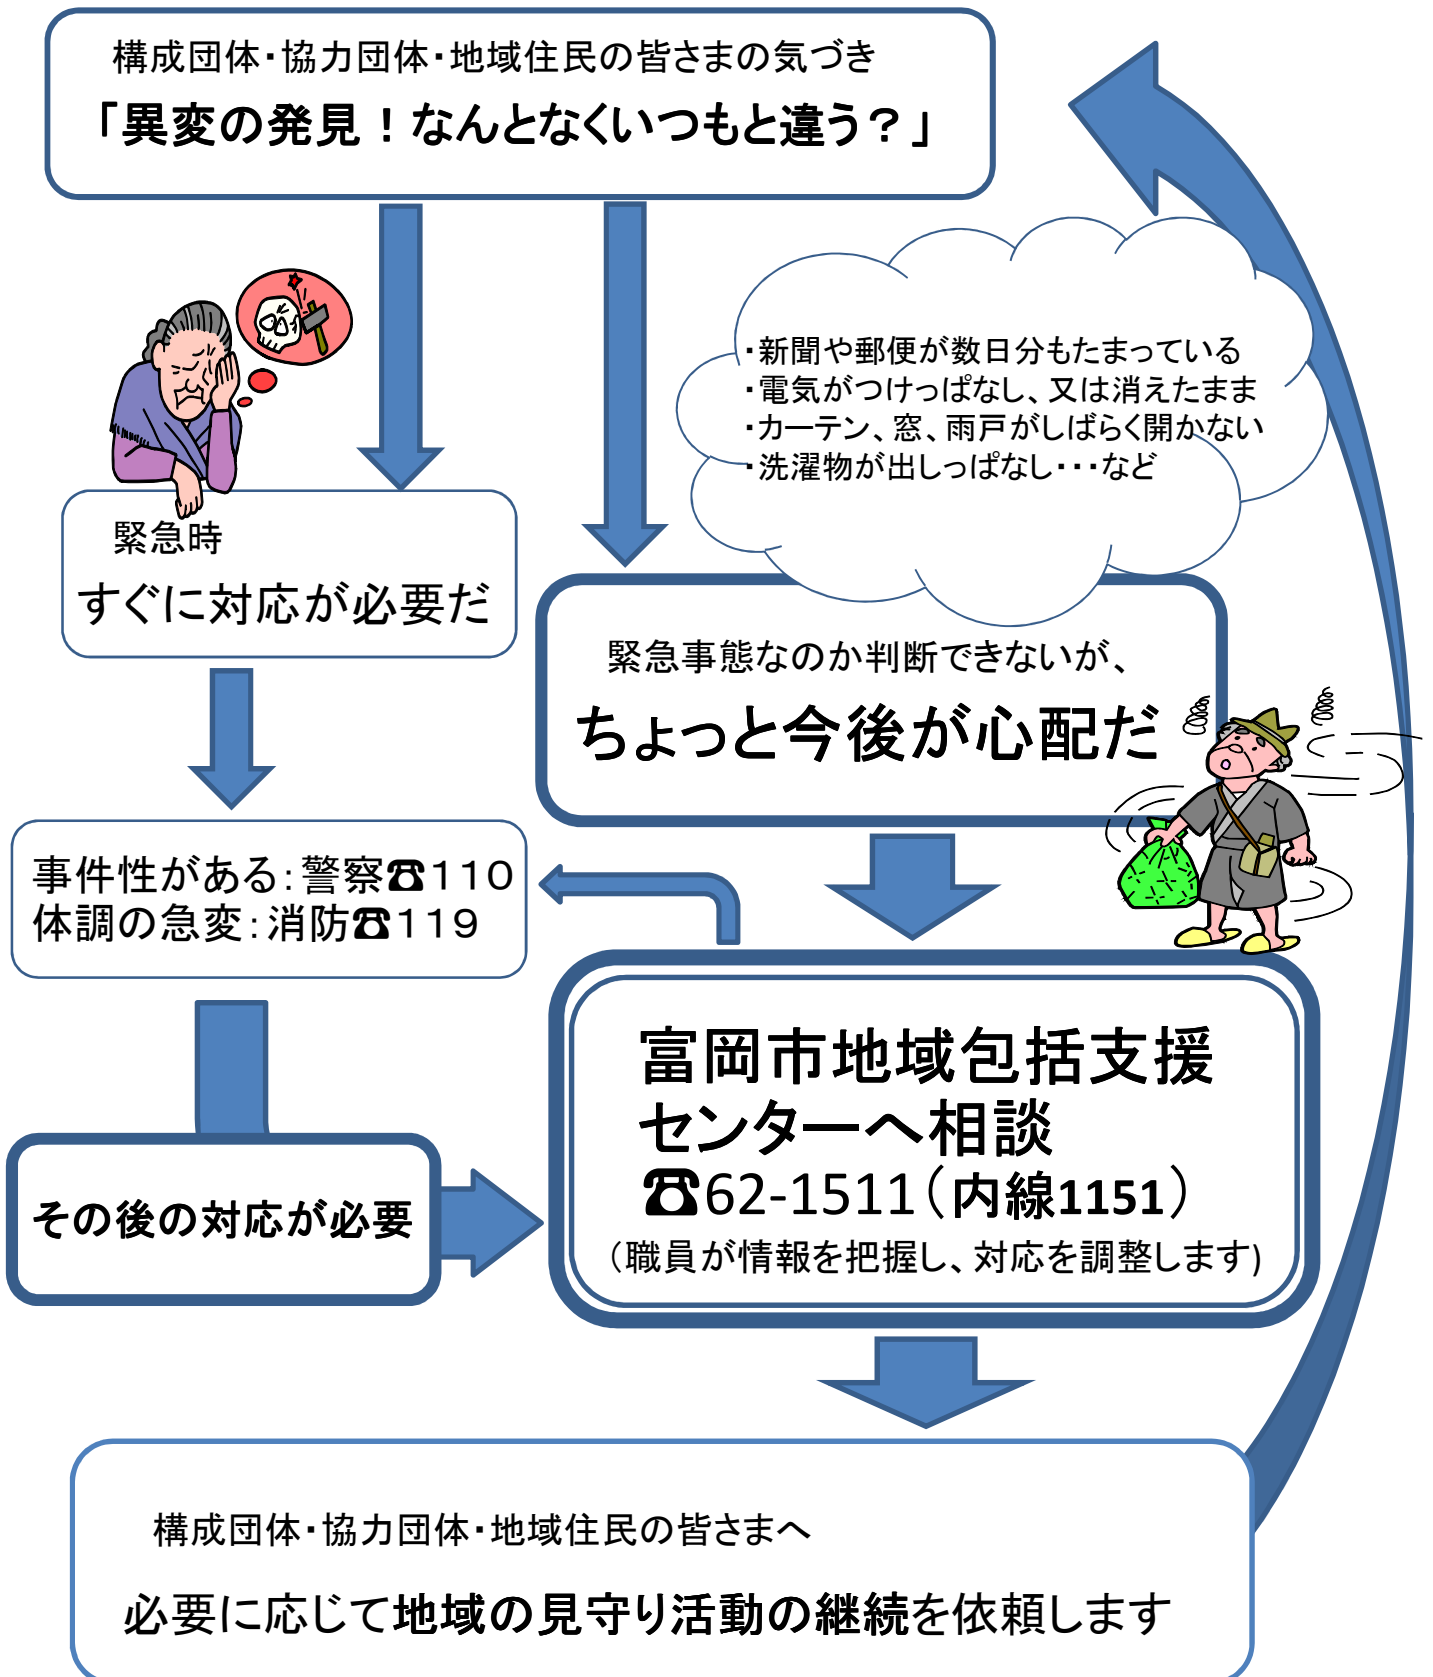 構成団体・協力団体・地域住民の皆さまの気づき
「異変の発見！なんとなくいつもと違う？」
・新聞や郵便が数日分もたまっている
・電気がつけっぱなし、又は消えたまま
・カーテン、窓、雨戸がしばらく開かない
・洗濯物が出しっぱなし・・・など
緊急時
すぐに対応が必要だ
緊急事態なのか判断できないが、
ちょっと今後が心配だ
事件性がある：警察☎110
体調の急変：消防☎119
その後の対応が必要
富岡市地域包括支援
センターへ相談
☎62-1511（内線1151）
（職員が情報を把握し、対応を調整します)
構成団体・協力団体・地域住民の皆さまへ
必要に応じて地域の見守り活動の継続を依頼します